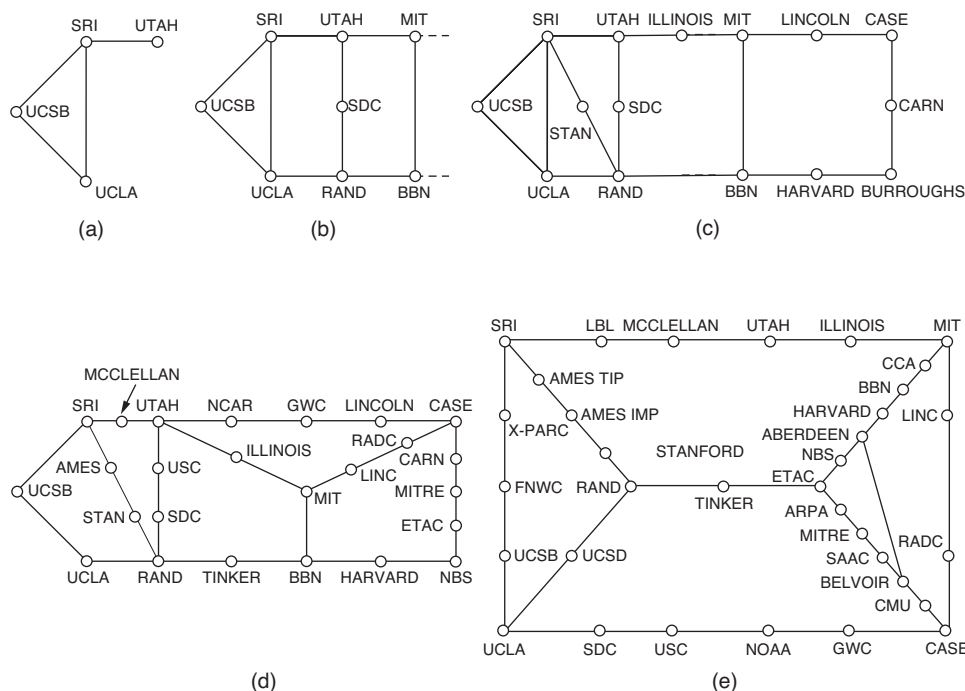 SRI UTAH
UCSB
UCLA
(a)
SRI UTAH MIT
UCSB SDC
UCLA RAND BBN
(b)
SRI UTAH ILLINOIS MIT LINCOLN CASE
UCSB SDC CARN
STAN
UCLA RAND BBN HARVARD BURROUGHS
(c)
MCCLELLAN
SRI UTAH NCAR GWC LINCOLN CASE
RADC
ILLINOIS CARN
AMES USC LINC
UCSB MIT MITRE
STAN SDC ETAC
UCLA RAND TINKER BBN HARVARD NBS
(d)
SRI LBL MCCLELLAN UTAH ILLINOIS MIT
CCA
AMES TIP BBN
X-PARC AMES IMP HARVARD LINC
ABERDEEN
STANFORD NBS
FNWC RAND ETAC
TINKER
ARPA
MITRE
UCSB UCSD SAAC RADC
BELVOIR
CMU
UCLA SDC USC NOAA GWC CASE
(e)